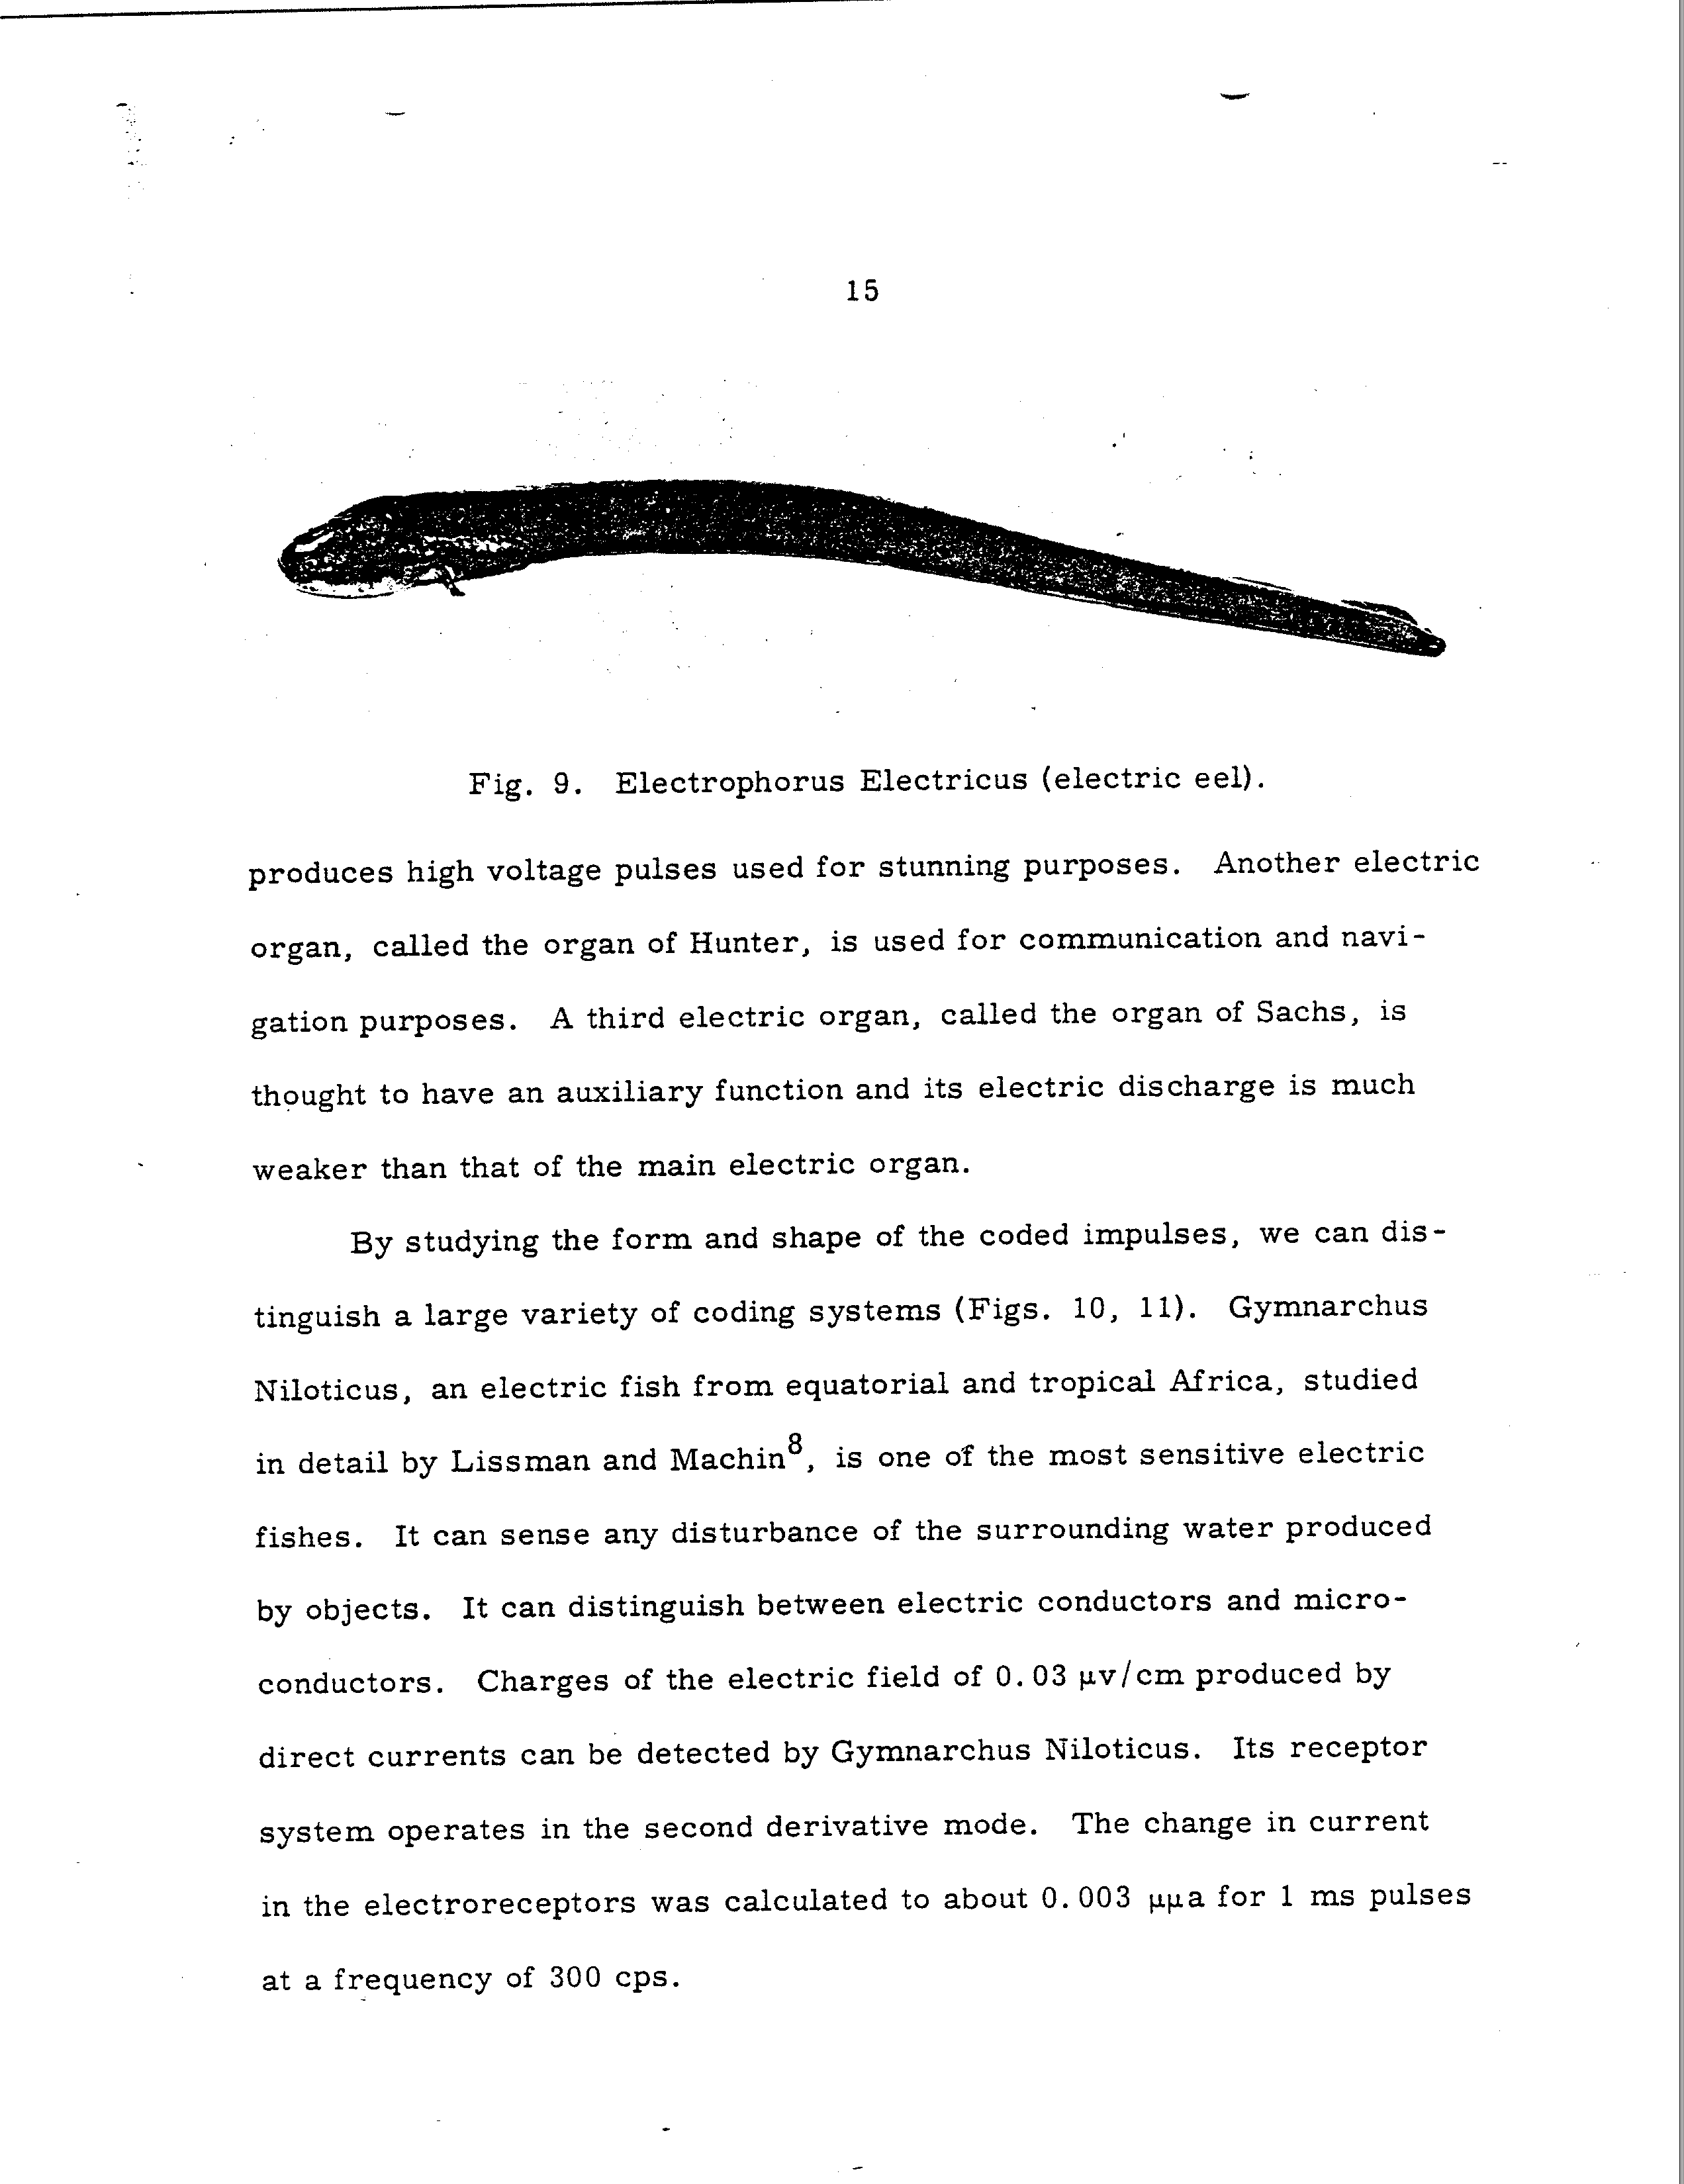 15
Fig. 9. Electrophorus Electricus (electric eel).
produces high voltage pulses used for stunning purposes. Another electric
organ, called the organ of Hunter, is used for communication and navi-
gation purposes. A third electric organ, called the organ of Sachs, is
thought to have an auxiliary function and its electric discharge is much
weaker than that of the main electric organ.
By studying the form and shape of the coded impulses, we can dis-
tinguish a large variety of coding systems (Figs. 10, 11). Gymnarchus
Niloticus, an electric fish from equatorial and tropical Africa, studied
in detail by Lissman and Machin8, is one of the most sensitive electric
fishes. It can sense any disturbance of the surrounding water produced
by objects. It can distinguish between electric conductors and micro-
conductors. Charges of the electric field of 0.03 μv/cm produced by
direct currents can be detected by Gymnarchus Niloticus. Its receptor
system operates in the second derivative mode. The change in current
in the electroreceptors was calculated to about 0.003 μμa for 1 ms pulses
at a frequency of 300 cps.